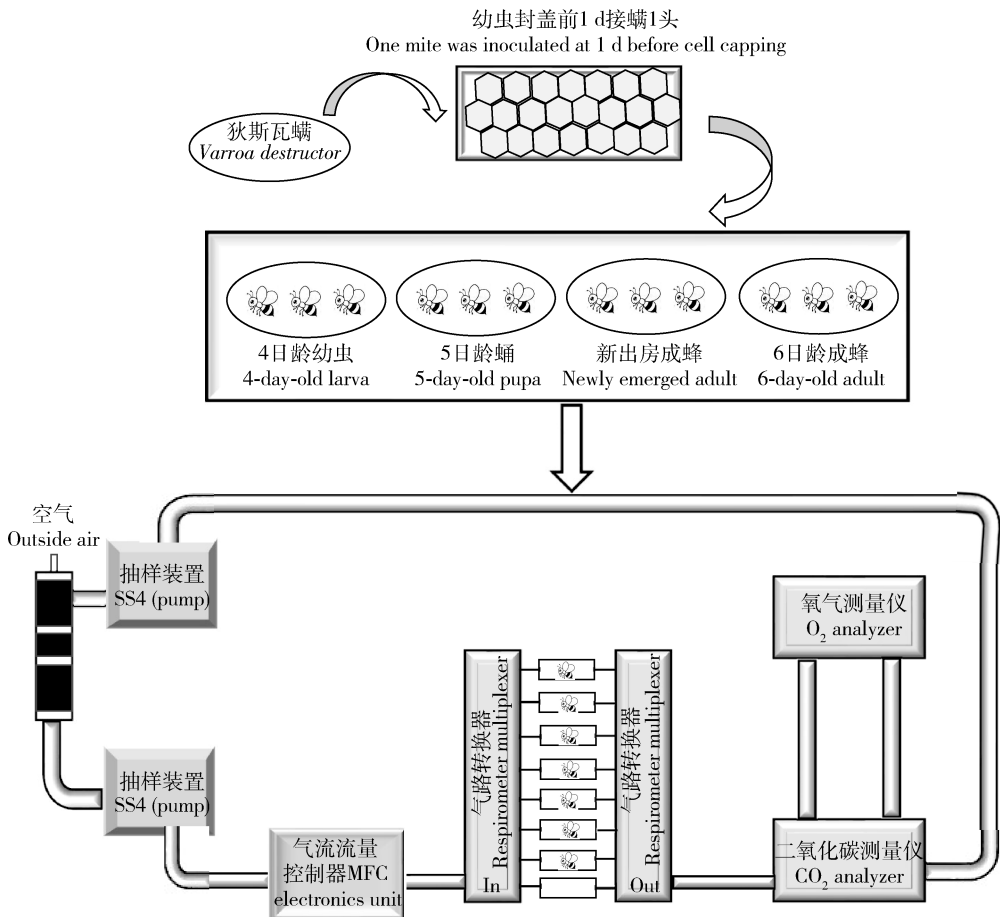 幼虫封盖前1 d接螨1头
One mite was inoculated at 1 d before cell capping
狄斯瓦螨
Varroa destructor
4日龄幼虫
4-day-old larva
5日龄蛹
5-day-old pupa
新出房成蜂
Newly emerged adult
6日龄成蜂
6-day-old adult
空气
Outside air
抽样装置
SS4 (pump)
氧气测量仪
O₂ analyzer
抽样装置
SS4 (pump)
气流流量
控制器MFC
electronics unit
气路转换器
Respirometer multiplexer
In
气路转换器
Respirometer multiplexer
Out
二氧化碳测量仪
CO₂ analyzer